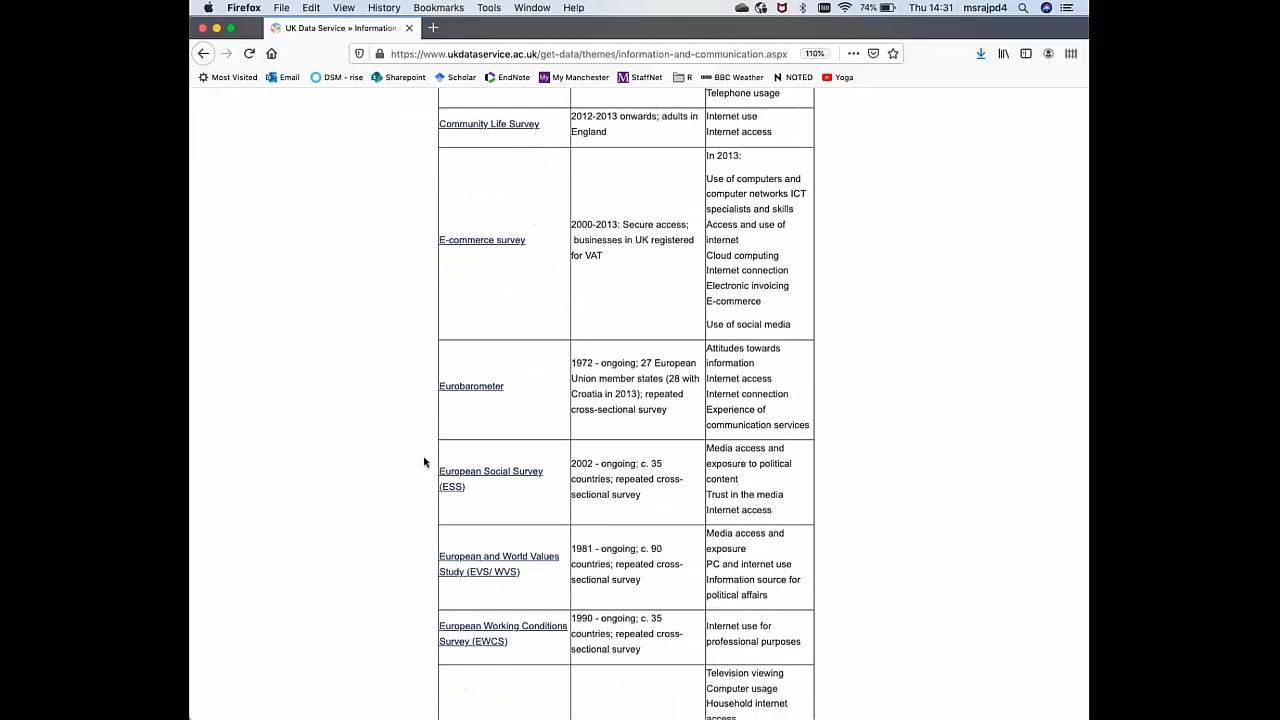 Firefox File Edit View History Bookmarks Tools Window Help 74% Thu 14:31 msrajpd4
UK Data Service » Information
https://www.ukdataservice.ac.uk/get-data/themes/information-and-communication.aspx 110%
Most Visited Email DSM - rise Sharepoint Scholar EndNote My Manchester StaffNet R BBC Weather NOTED Yoga
Telephone usage
Community Life Survey
2012-2013 onwards; adults in
England
Internet use
Internet access
E-commerce survey
2000-2013: Secure access;
businesses in UK registered
for VAT
In 2013:
Use of computers and
computer networks ICT
specialists and skills
Access and use of
internet
Cloud computing
Internet connection
Electronic invoicing
E-commerce
Use of social media
Eurobarometer
1972 - ongoing; 27 European
Union member states (28 with
Croatia in 2013); repeated
cross-sectional survey
Attitudes towards
information
Internet access
Internet connection
Experience of
communication services
European Social Survey
(ESS)
2002 - ongoing; c. 35
countries; repeated cross-
sectional survey
Media access and
exposure to political
content
Trust in the media
Internet access
European and World Values
Study (EVS/ WVS)
1981 - ongoing; c. 90
countries; repeated cross-
sectional survey
Media access and
exposure
PC and internet use
Information source for
political affairs
European Working Conditions
Survey (EWCS)
1990 - ongoing; c. 35
countries; repeated cross-
sectional survey
Internet use for
professional purposes
Television viewing
Computer usage
Household internet
access